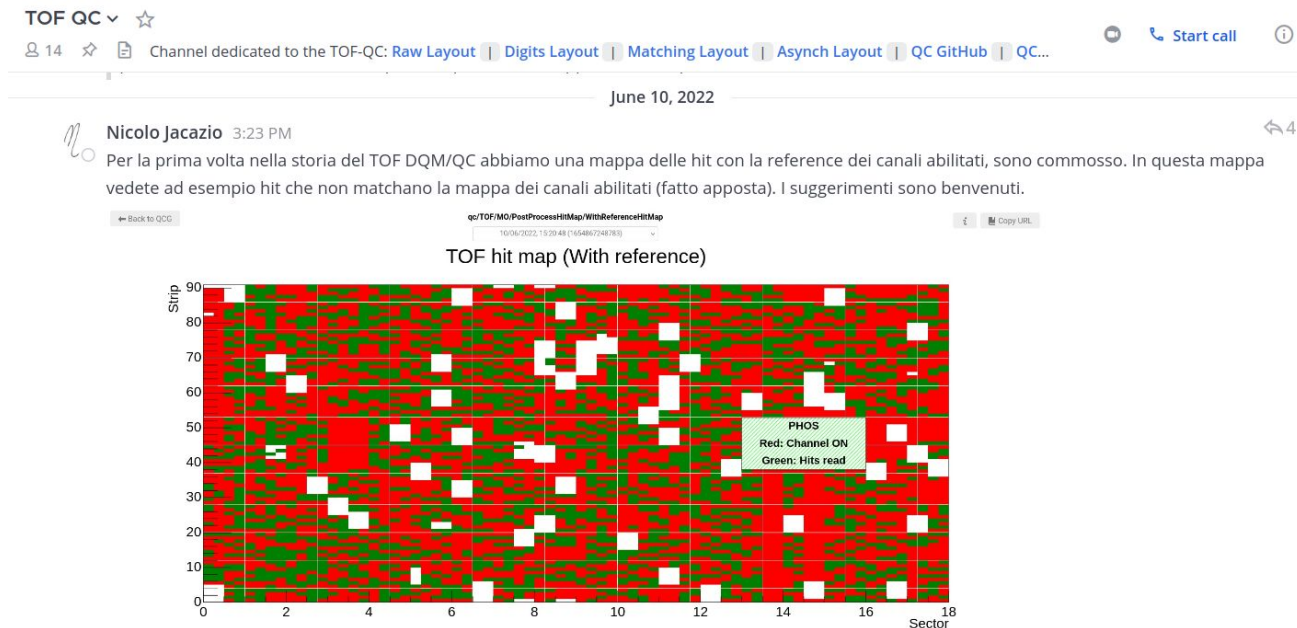 TOF QC
14 Channel dedicated to the TOF-QC: Raw Layout | Digits Layout | Matching Layout | Asynch Layout | QC GitHub | QC...
Start call
June 10, 2022
Nicolo Jacazio 3:23 PM
4
Per la prima volta nella storia del TOF DQM/QC abbiamo una mappa delle hit con la reference dei canali abilitati, sono commosso. In questa mappa
vedete ad esempio hit che non matchano la mappa dei canali abilitati (fatto apposta). I suggerimenti sono benvenuti.
Back to QCG
qc/TOF/MO/PostProcessHitMap/WithReferenceHitMap
10/06/2022, 15:20:48 (1654867248783)
i
Copy URL
TOF hit map (With reference)
Strip
90
80
70
60
50
40
30
20
10
0
PHOS
Red: Channel ON
Green: Hits read
0 2 4 6 8 10 12 14 16 18
Sector